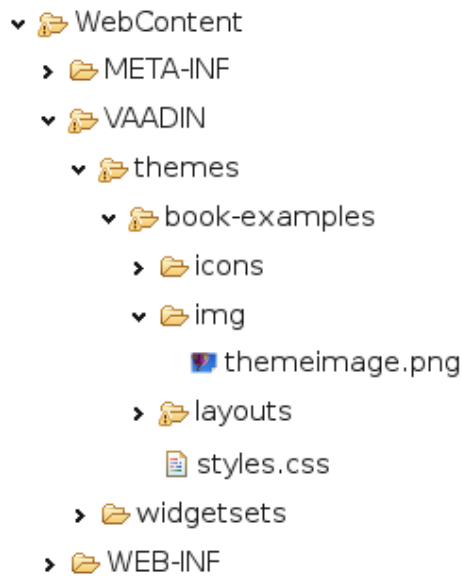 WebContent
META-INF
VAADIN
themes
book-examples
icons
img
themeimage.png
layouts
styles.css
widgetsets
WEB-INF